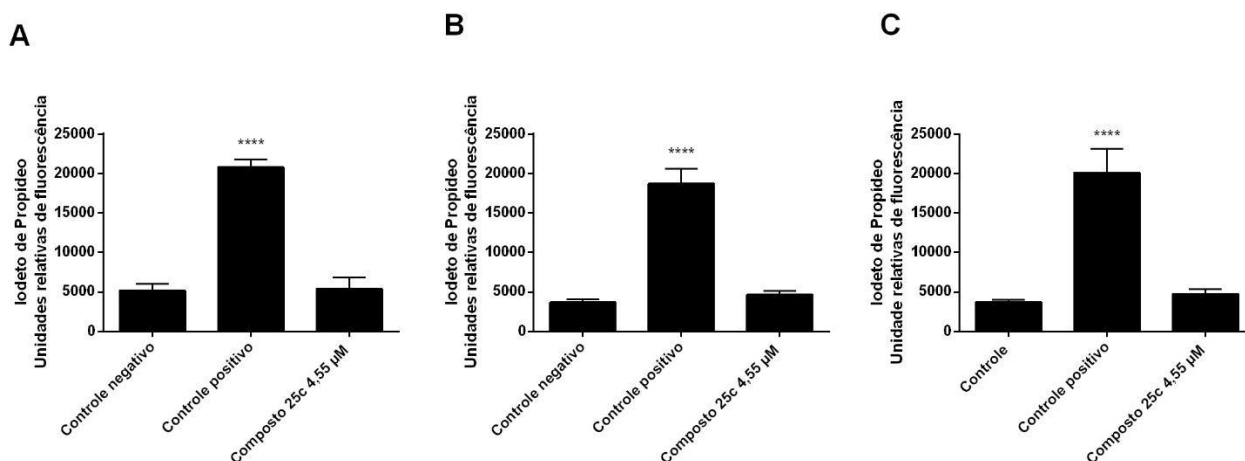 A
Iodeto de Propídeo
Unidades relativas de fluorescência
25000
20000
15000
10000
5000
0
****
Controle negativo
Controle positivo
Composto 25c 4,55 µM
B
Iodeto de Propídeo
Unidades relativas de fluorescência
25000
20000
15000
10000
5000
0
****
Controle negativo
Controle positivo
Composto 25c 4,55 µM
C
Iodeto de Propídeo
Unidade relativas de fluorescência
25000
20000
15000
10000
5000
0
****
Controle
Controle positivo
Composto 25c 4,55 µM